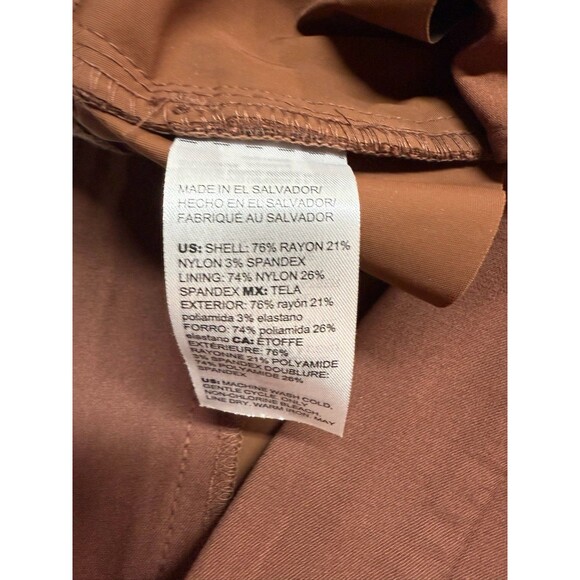 MADE IN EL SALVADOR/
HECHO EN EL SALVADOR/
FABRIQUÉ AU SALVADOR
US: SHELL: 76% RAYON 21%
NYLON 3% SPANDEX
LINING: 74% NYLON 26%
SPANDEX MX: TELA
EXTERIOR: 76% rayón 21%
poliamida 3% elastano
FORRO: 74% poliamida 26%
elastano CA: ÉTOFFE
EXTÉRIEURE: 76%
RAYONNE 21% POLYAMIDE
3% SPANDEX DOUBLURE:
74% POLYAMIDE 26%
SPANDEX
US: MACHINE WASH COLD,
GENTLE CYCLE, ONLY
NON-CHLORINE BLEACH,
LINE DRY, WARM IRON, MAY